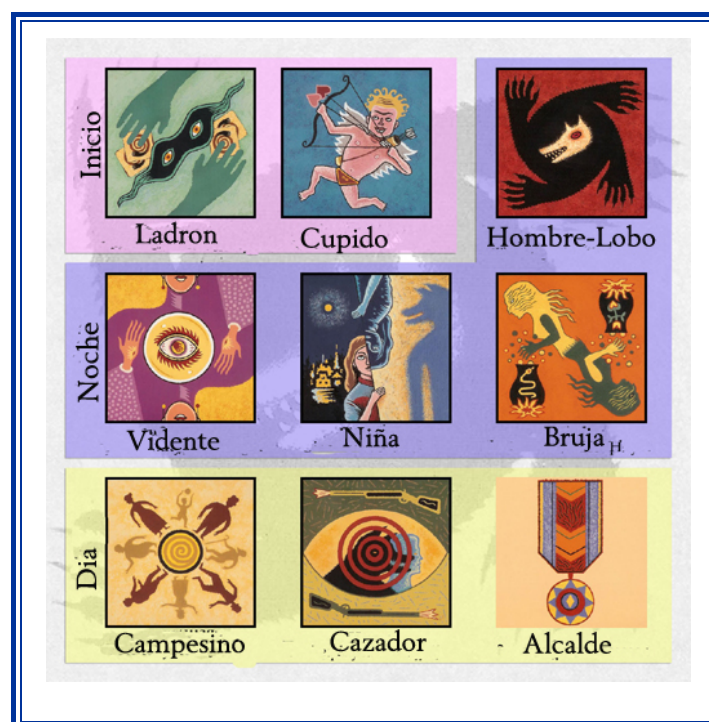 Inicio
Ladron
Cupido
Hombre-Lobo
Noche
Vidente
Niña
Bruja
H
Dia
Campesino
Cazador
Alcalde